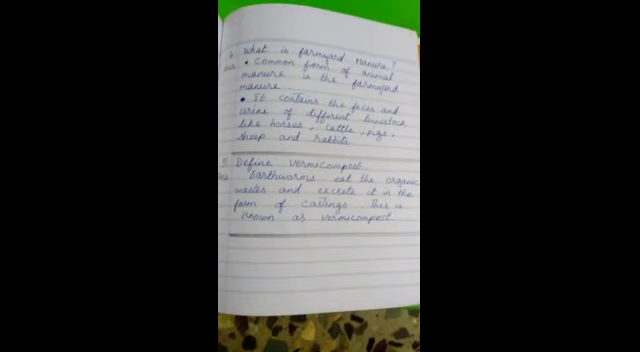 4. What is farmyard manure?
Ans. • Common form of animal
manure is the farmyard
manure.
• It contains the feces and
urine of different livestock
like horses, cattle, pigs,
sheep and rabbits
5. Define vermicompost.
Ans Earthworms eat the organic
wastes and excrete it in the
form of castings This is
known as vermicompost